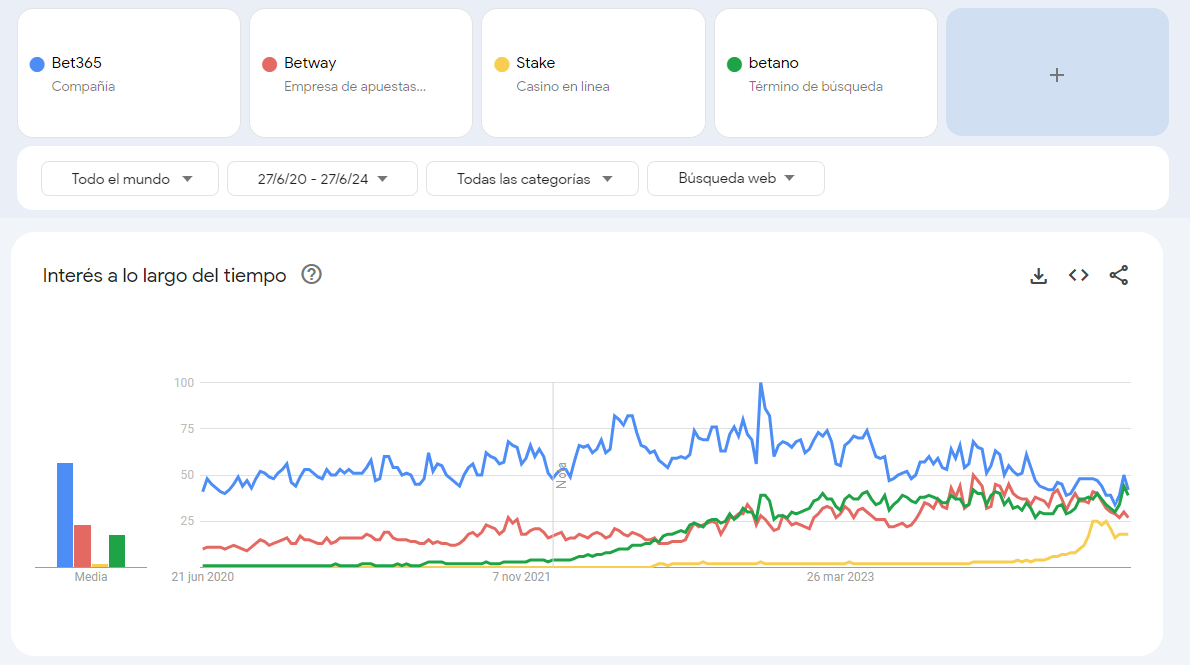 Bet365
Compañía
Betway
Empresa de apuestas...
Stake
Casino en línea
betano
Término de búsqueda
+
Todo el mundo
27/6/20 - 27/6/24
Todas las categorías
Búsqueda web
Interés a lo largo del tiempo
?
100
75
50
25
Nota
Media
21 jun 2020
7 nov 2021
26 mar 2023